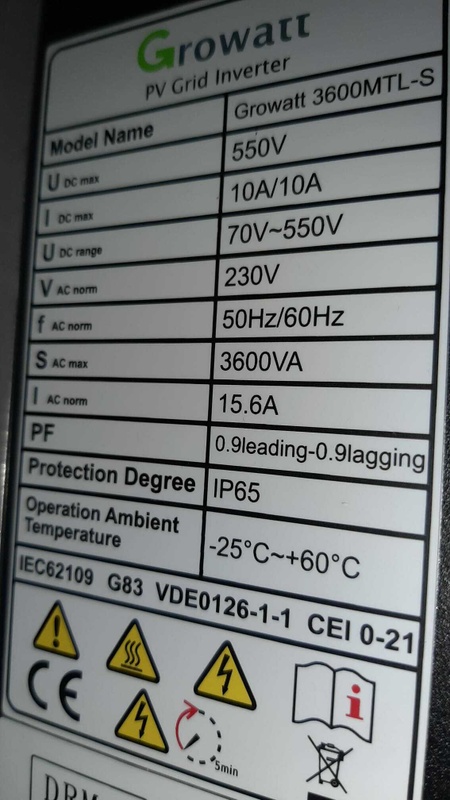 Growatt
PV Grid Inverter
Model Name Growatt 3600MTL-S
U DC max 550V
I DC max 10A/10A
U DC range 70V~550V
V AC norm 230V
f AC norm 50Hz/60Hz
S AC max 3600VA
I AC norm 15.6A
PF 0.9leading-0.9lagging
Protection Degree IP65
Operation Ambient
Temperature -25°C~+60°C
IEC62109 G83 VDE0126-1-1 CEI 0-21
CE
5min